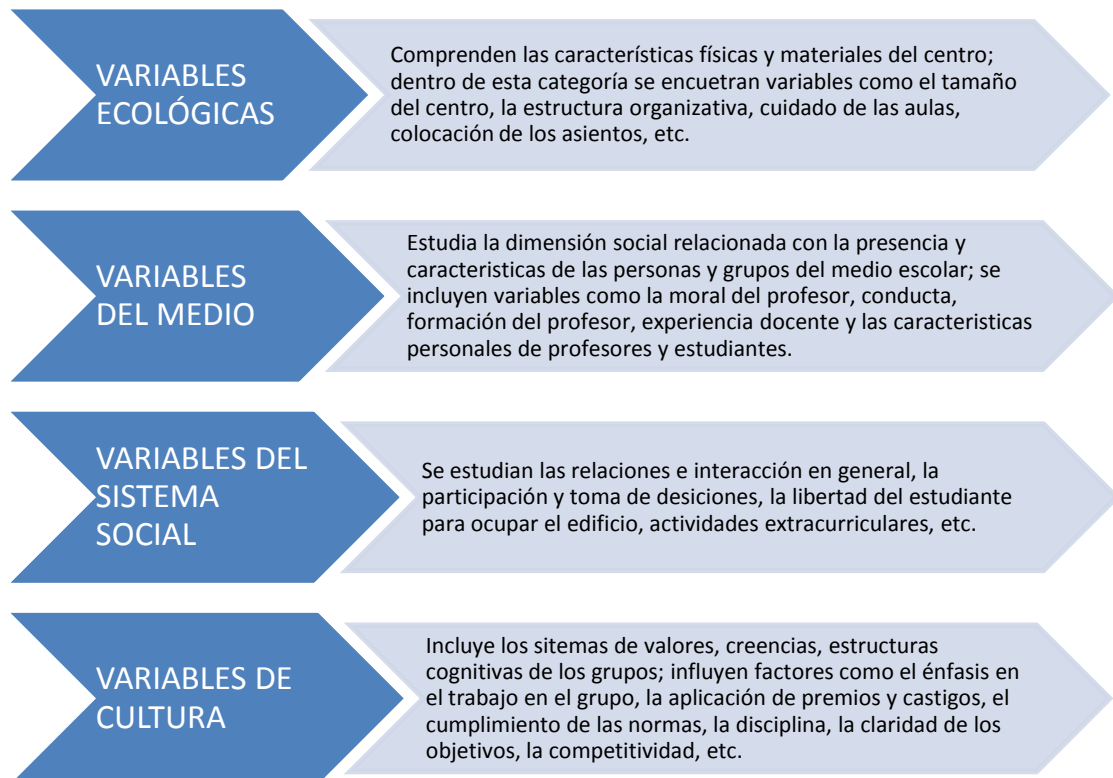 VARIABLES
ECOLÓGICAS
Comprenden las características físicas y materiales del centro;
dentro de esta categoría se encuetran variables como el tamaño
del centro, la estructura organizativa, cuidado de las aulas,
colocación de los asientos, etc.
VARIABLES
DEL MEDIO
Estudia la dimensión social relacionada con la presencia y
caracteristicas de las personas y grupos del medio escolar; se
incluyen variables como la moral del profesor, conducta,
formación del profesor, experiencia docente y las caracteristicas
personales de profesores y estudiantes.
VARIABLES DEL
SISTEMA
SOCIAL
Se estudian las relaciones e interacción en general, la
participación y toma de desiciones, la libertad del estudiante
para ocupar el edificio, actividades extracurriculares, etc.
VARIABLES DE
CULTURA
Incluye los sitemas de valores, creencias, estructuras
cognitivas de los grupos; influyen factores como el énfasis en
el trabajo en el grupo, la aplicación de premios y castigos, el
cumplimiento de las normas, la disciplina, la claridad de los
objetivos, la competitividad, etc.